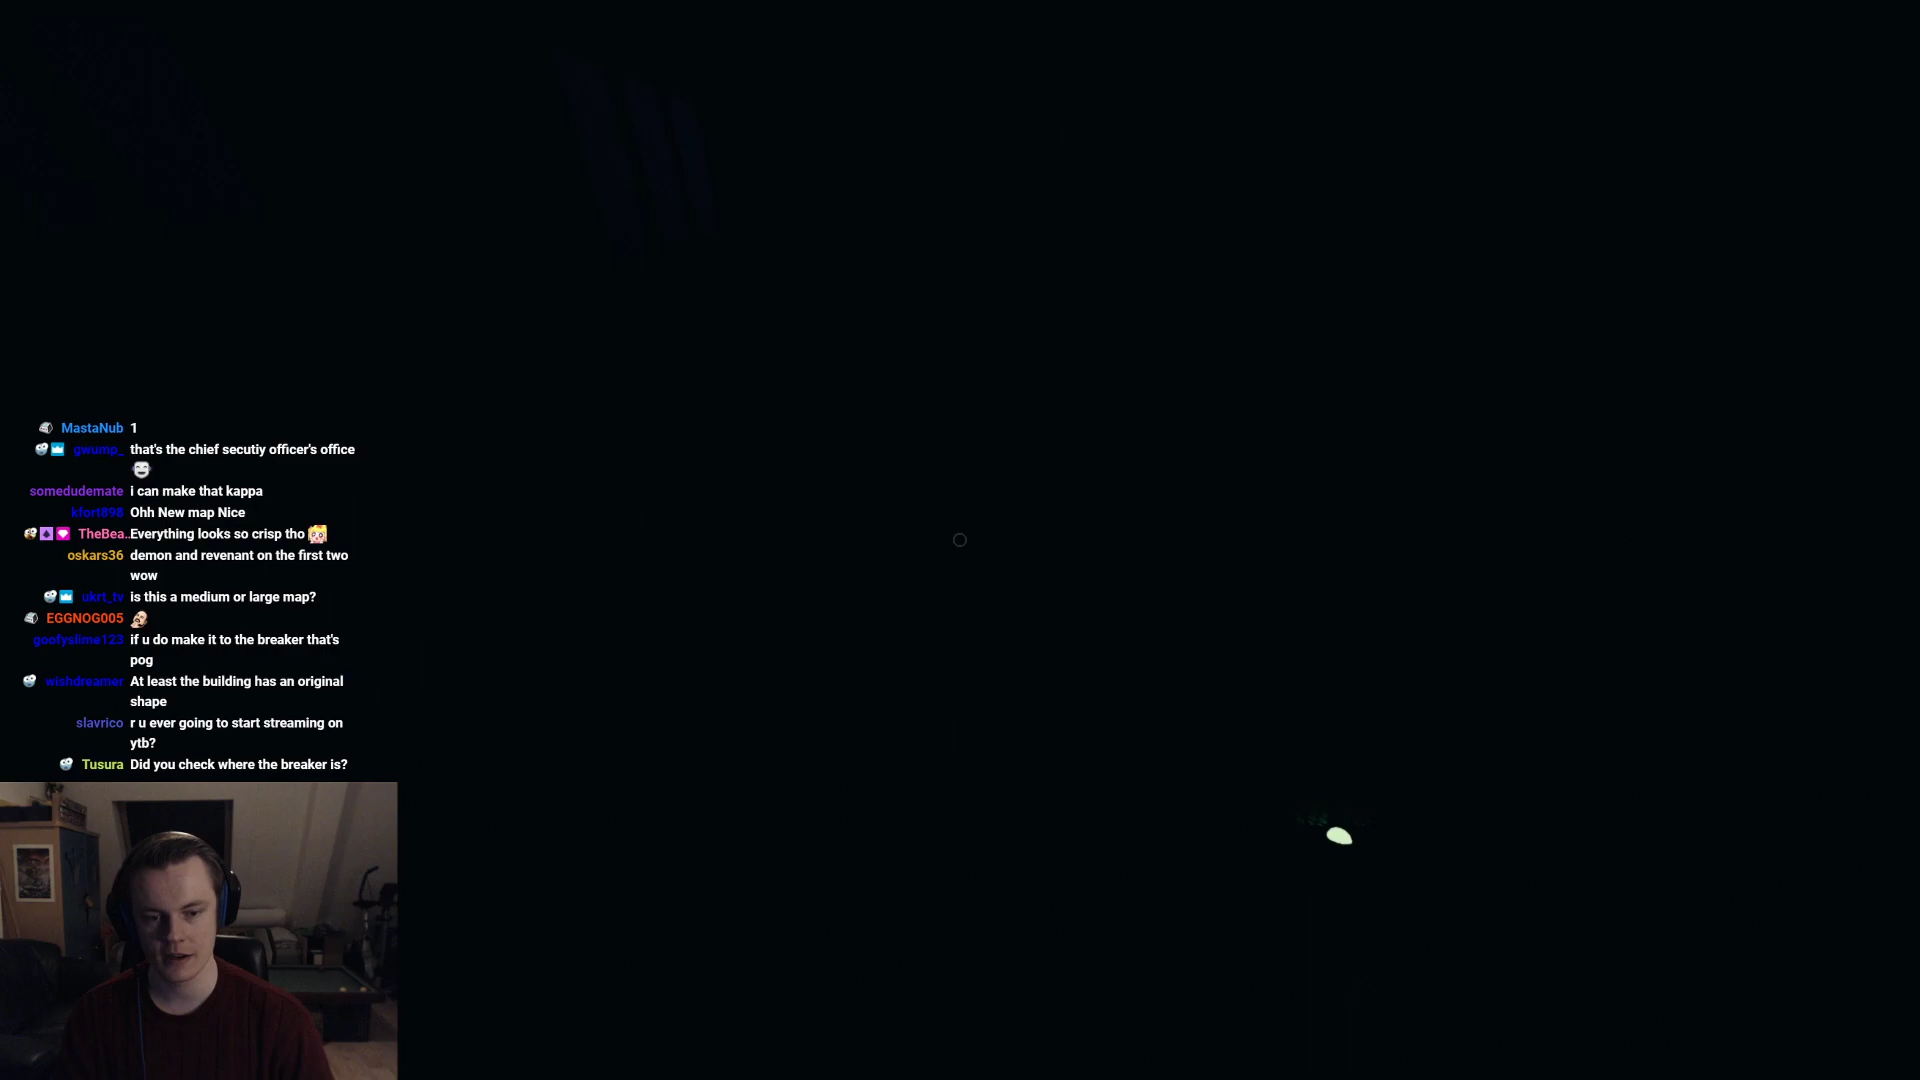 MastaNub 1
gwump_ that's the chief secutiy officer's office
somedudemate i can make that kappa
kfort898 Ohh New map Nice
TheBea.. Everything looks so crisp tho
oskars36 demon and revenant on the first two
wow
ukrt_tv is this a medium or large map?
EGGNOG005
goofyslime123 if u do make it to the breaker that's
pog
wishdreamer At least the building has an original
shape
slavrico r u ever going to start streaming on
ytb?
Tusura Did you check where the breaker is?